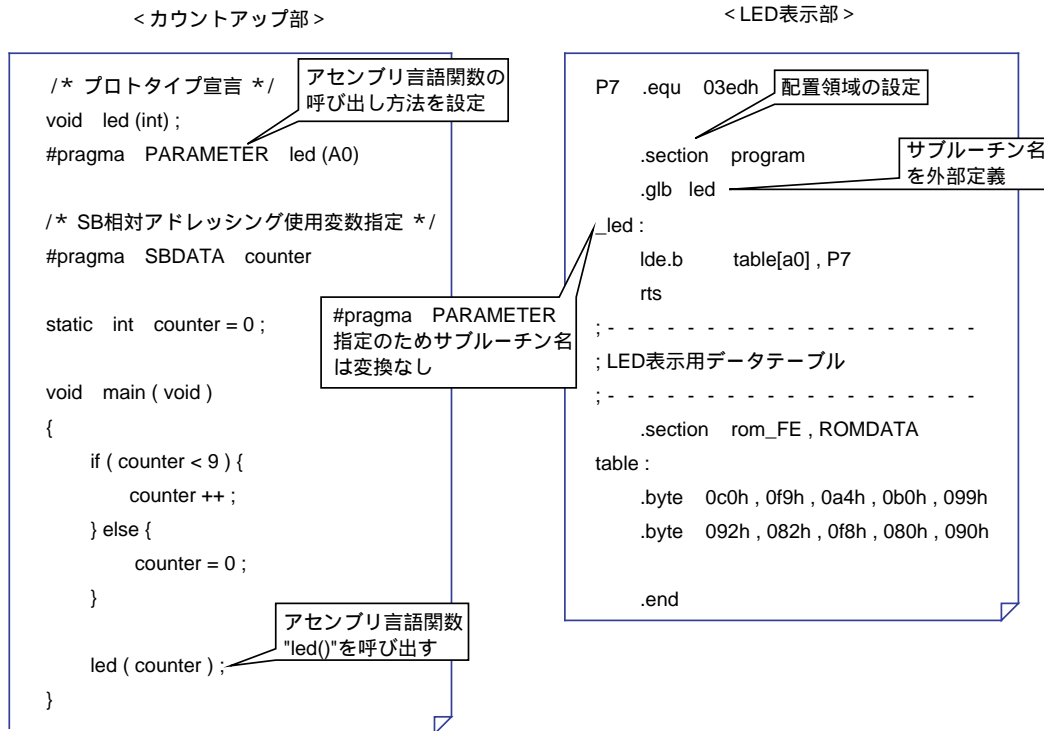 <カウントアップ部>
/* プロトタイプ宣言 */
アセンブリ言語関数の
呼び出し方法を設定
void led (int) ;
#pragma PARAMETER led (A0)
/* SB相対アドレッシング使用変数指定 */
#pragma SBDATA counter
static int counter = 0 ;
void main ( void )
{
if ( counter < 9 ) {
counter ++ ;
} else {
counter = 0 ;
}
アセンブリ言語関数
"led()"を呼び出す
led ( counter ) ;
}
<LED表示部>
P7 .equ 03edh
配置領域の設定
.section program
サブルーチン名
を外部定義
.glb led
_led :
lde.b table[a0] , P7
rts
#pragma PARAMETER
指定のためサブルーチン名
は変換なし
; - - - - - - - - - - - - - - - - - - -
; LED表示用データテーブル
; - - - - - - - - - - - - - - - - - - -
.section rom_FE , ROMDATA
table :
.byte 0c0h , 0f9h , 0a4h , 0b0h , 099h
.byte 092h , 082h , 0f8h , 080h , 090h
.end